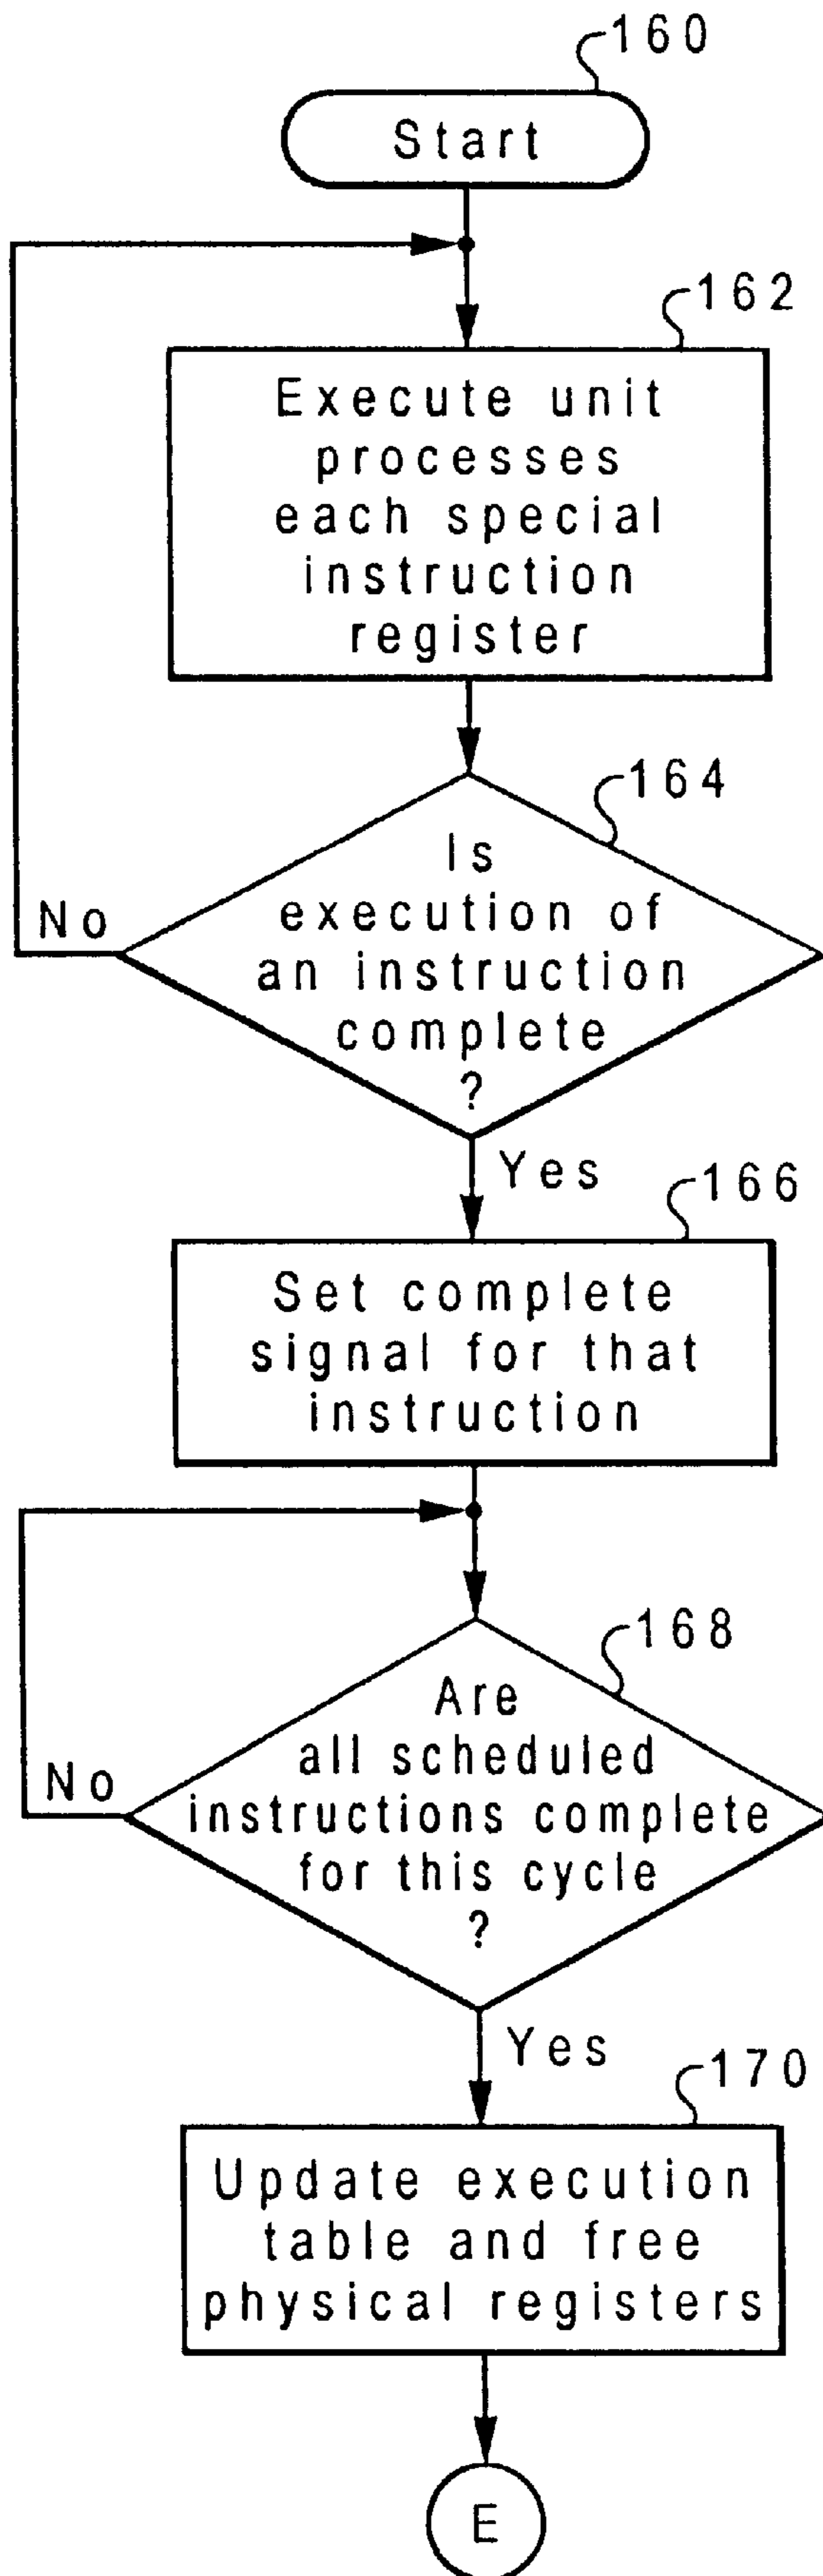 160
Start
162
Execute unit
processes
each special
instruction
register
164
Is
execution of
an instruction
complete
?
No
Yes
166
Set complete
signal for that
instruction
168
Are
all scheduled
instructions complete
for this cycle
?
No
Yes
170
Update execution
table and free
physical registers
E